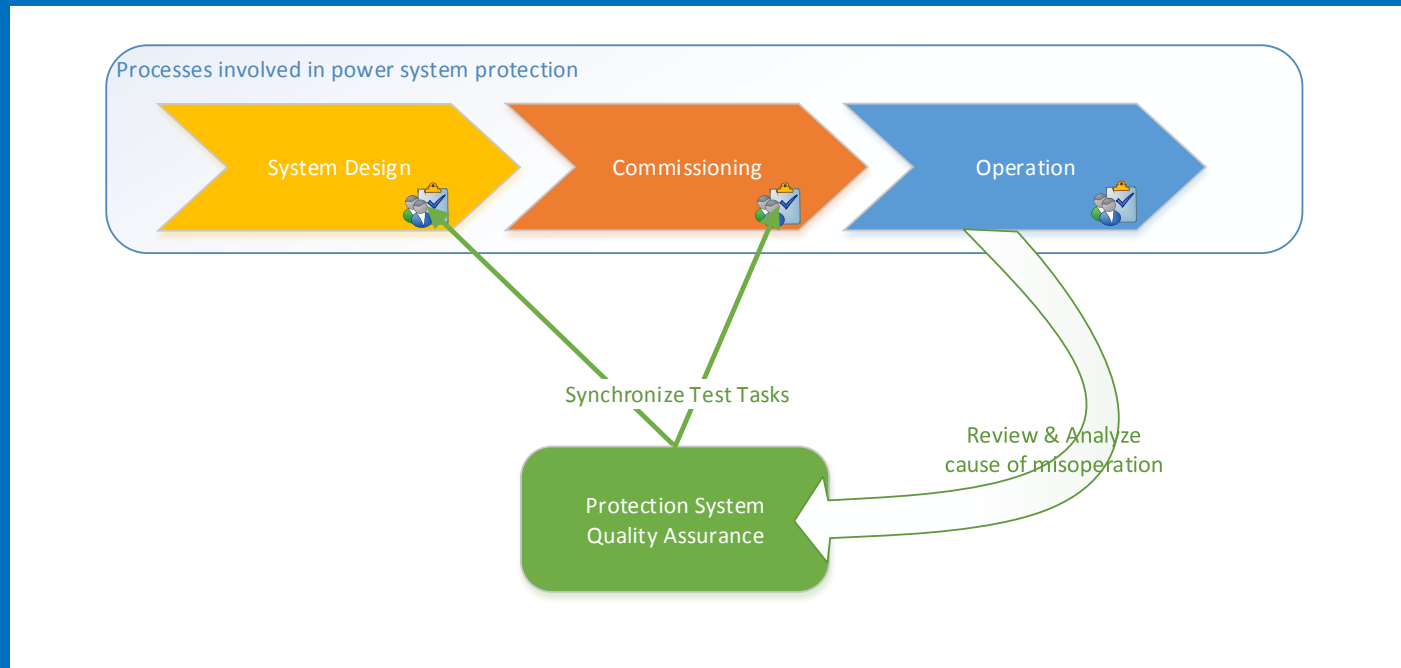 Processes involved in power system protection
System Design
Commissioning
Operation
Synchronize Test Tasks
Review & Analyze
cause of misoperation
Protection System
Quality Assurance